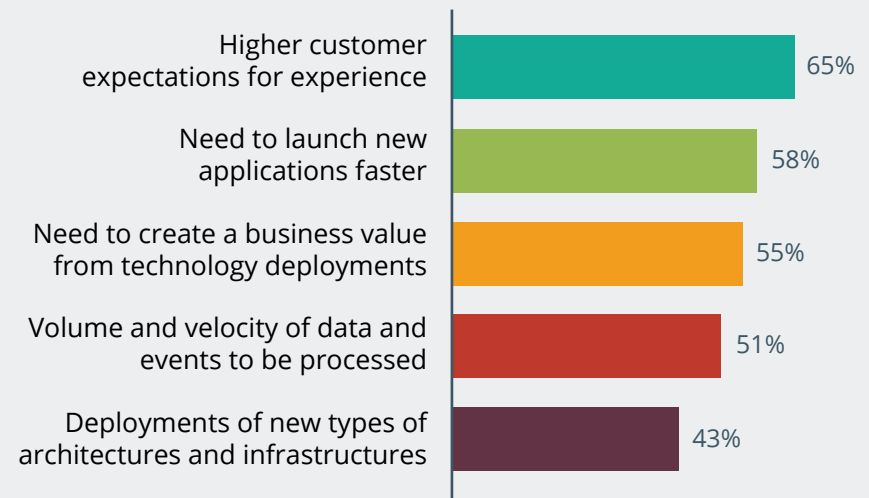 Higher customer
expectations for experience
65%
Need to launch new
applications faster
58%
Need to create a business value
from technology deployments
55%
Volume and velocity of data and
events to be processed
51%
Deployments of new types of
architectures and infrastructures
43%